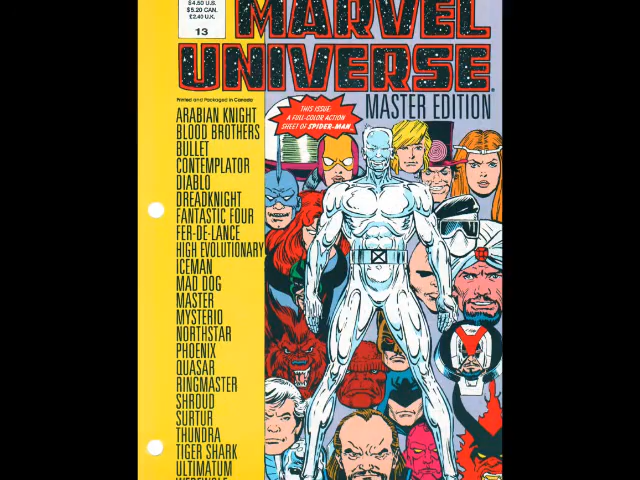 $4.50 U.S.
$5.20 CAN.
£2.40 U.K.
13
MARVEL
UNIVERSE
Printed and Packaged in Canada
MASTER EDITION
THIS ISSUE:
A FULL-COLOR ACTION
SHEET OF SPIDER-MAN
ARABIAN KNIGHT
BLOOD BROTHERS
BULLET
CONTEMPLATOR
DIABLO
DREADKNIGHT
FANTASTIC FOUR
FER-DE-LANCE
HIGH EVOLUTIONARY
ICEMAN
MAD DOG
MASTER
MYSTERIO
NORTHSTAR
PHOENIX
QUASAR
RINGMASTER
SHROUD
SURTUR
THUNDRA
TIGER SHARK
ULTIMATUM
WEREWOLF